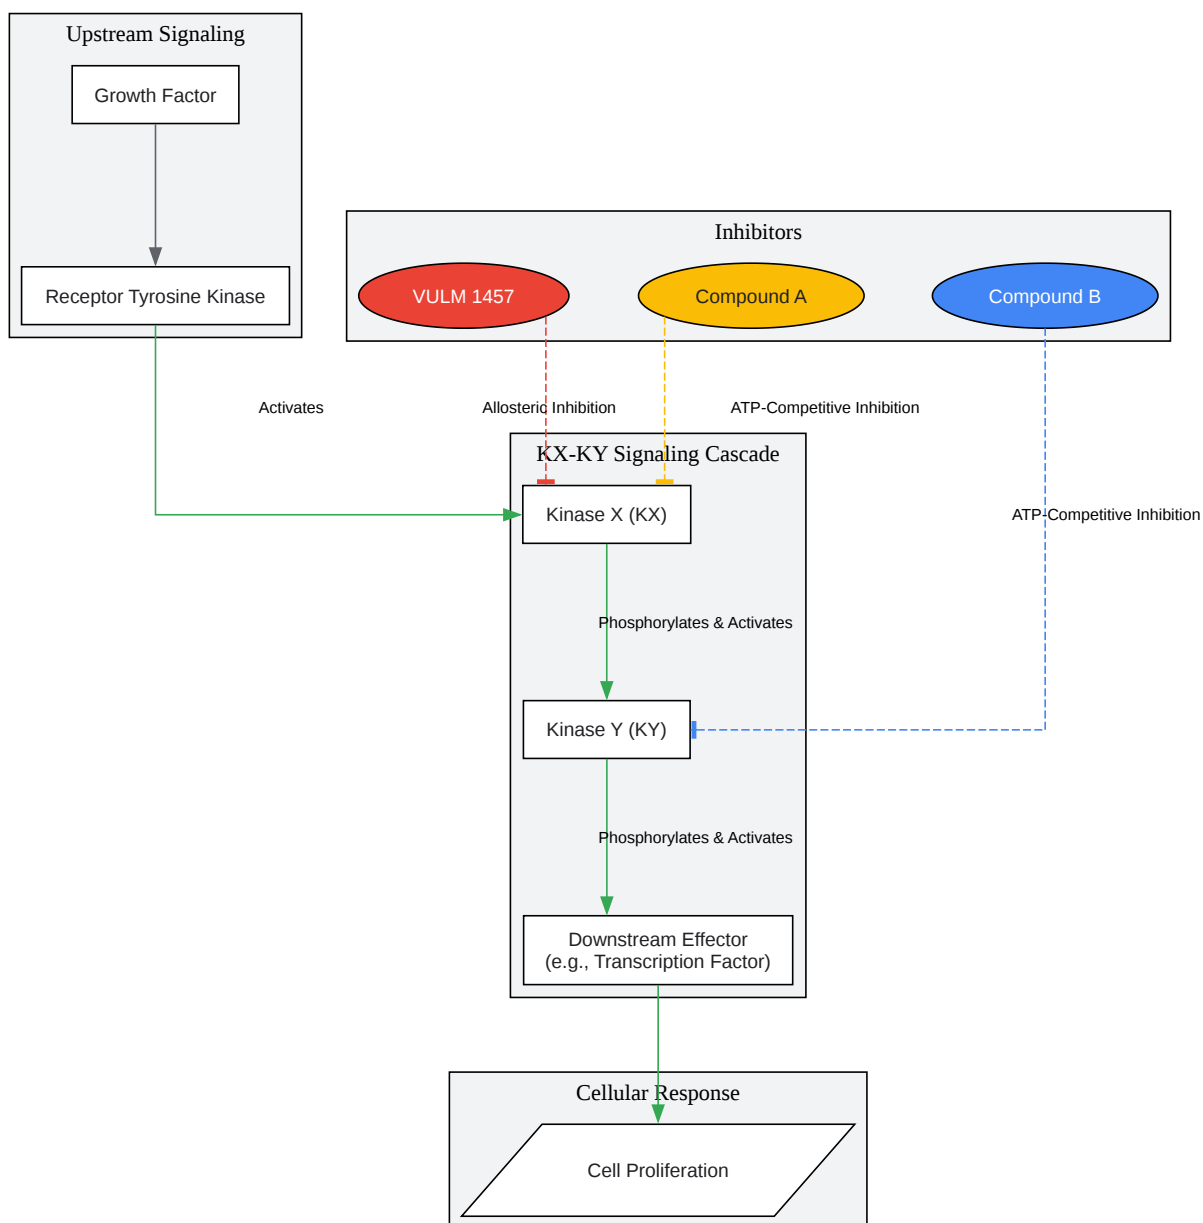 Upstream Signaling
Growth Factor
Receptor Tyrosine Kinase
Inhibitors
VULM 1457
Compound A
Compound B
Activates
Allosteric Inhibition
ATP-Competitive Inhibition
KX-KY Signaling Cascade
Kinase X (KX)
ATP-Competitive Inhibition
Phosphorylates & Activates
Kinase Y (KY)
Phosphorylates & Activates
Downstream Effector
(e.g., Transcription Factor)
Cellular Response
Cell Proliferation